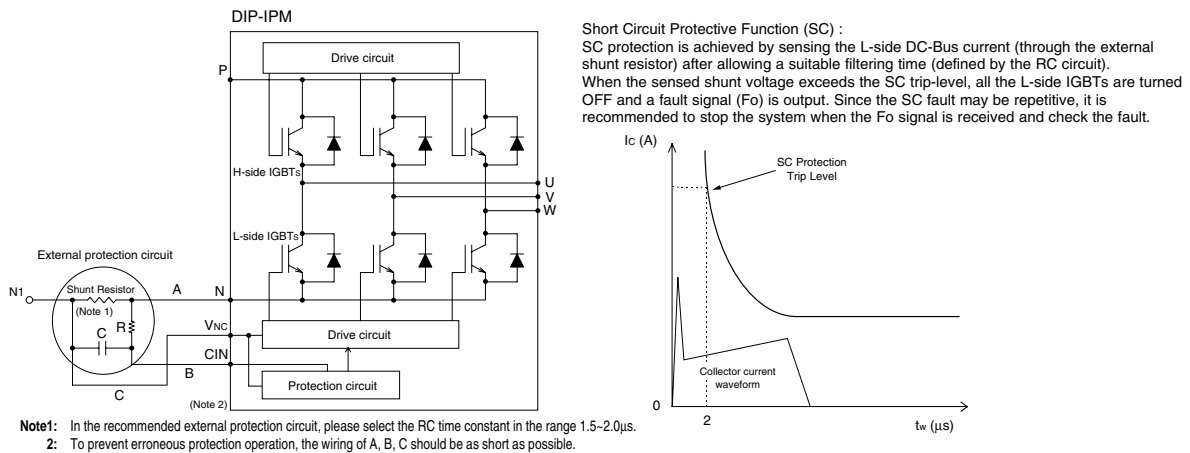 DIP-IPM
Drive circuit
P
H-side IGBTS
U
V
W
L-side IGBTS
External protection circuit
N1
Shunt Resistor
A
N
(Note 1)
R
C
VNC
Drive circuit
CIN
B
C
Protection circuit
(Note 2)
Short Circuit Protective Function (SC) :
SC protection is achieved by sensing the L-side DC-Bus current (through the external
shunt resistor) after allowing a suitable filtering time (defined by the RC circuit).
When the sensed shunt voltage exceeds the SC trip-level, all the L-side IGBTs are turned
OFF and a fault signal (Fo) is output. Since the SC fault may be repetitive, it is
recommended to stop the system when the Fo signal is received and check the fault.
IC (A)
SC Protection
Trip Level
Collector current
waveform
0
2
tw (μs)
Note1: In the recommended external protection circuit, please select the RC time constant in the range 1.5~2.0μs.
2: To prevent erroneous protection operation, the wiring of A, B, C should be as short as possible.